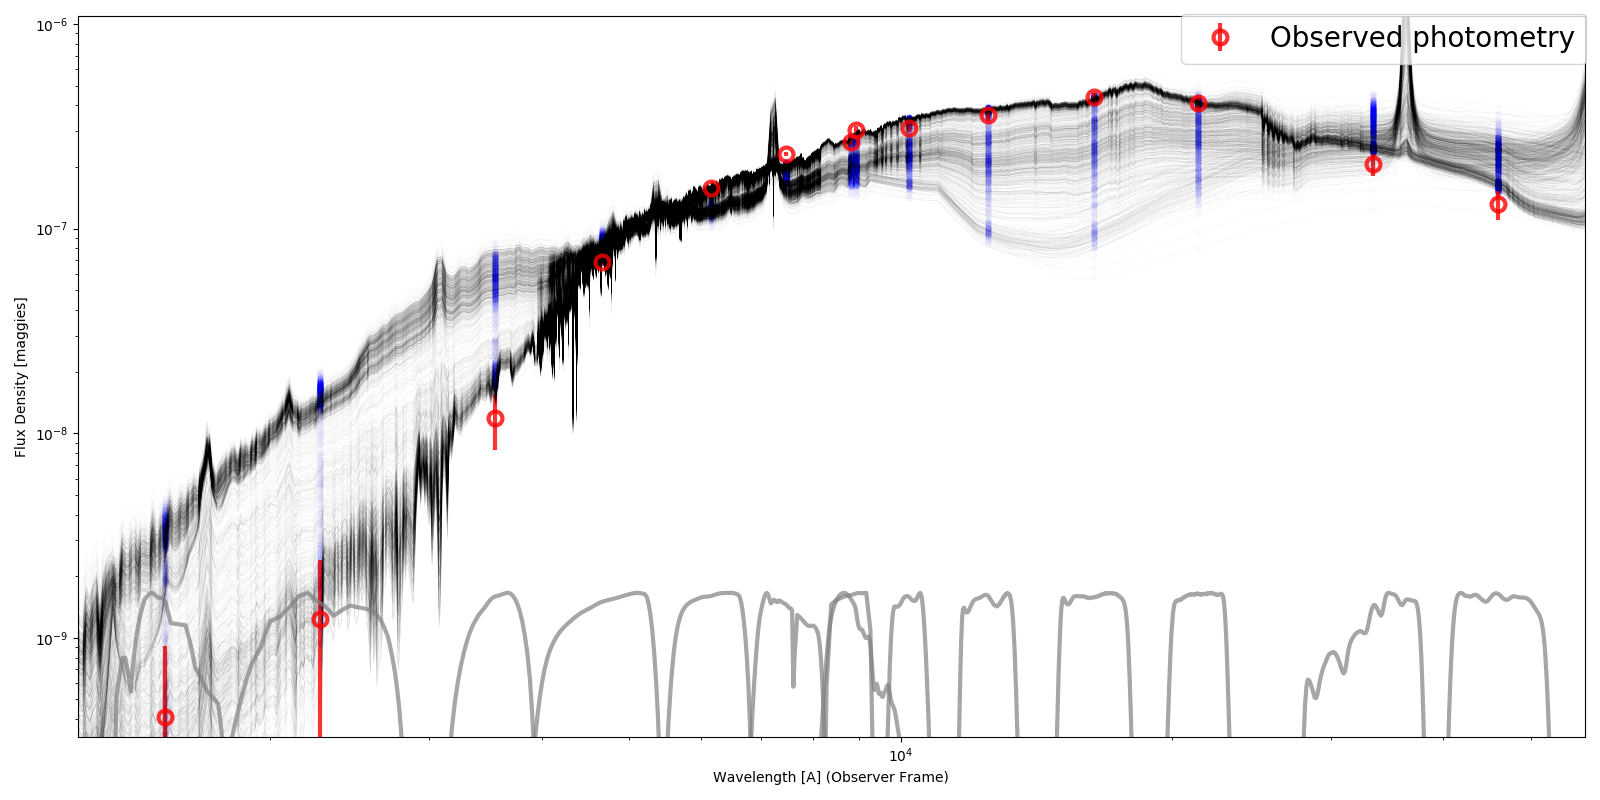 Observed photometry
10⁻⁶
10⁻⁷
10⁻⁸
10⁻⁹
Flux Density [maggies]
10⁴
Wavelength [A] (Observer Frame)